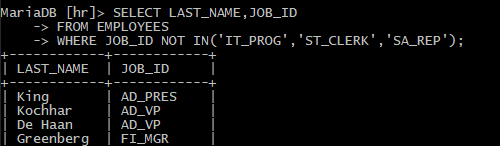 MariaDB [hr]> SELECT LAST_NAME,JOB_ID
    -> FROM EMPLOYEES
    -> WHERE JOB_ID NOT IN('IT_PROG','ST_CLERK','SA_REP');
+------------+------------+
| LAST_NAME  | JOB_ID     |
+------------+------------+
| King       | AD_PRES    |
| Kochhar    | AD_VP      |
| De Haan    | AD_VP      |
| Greenberg  | FI_MGR     |